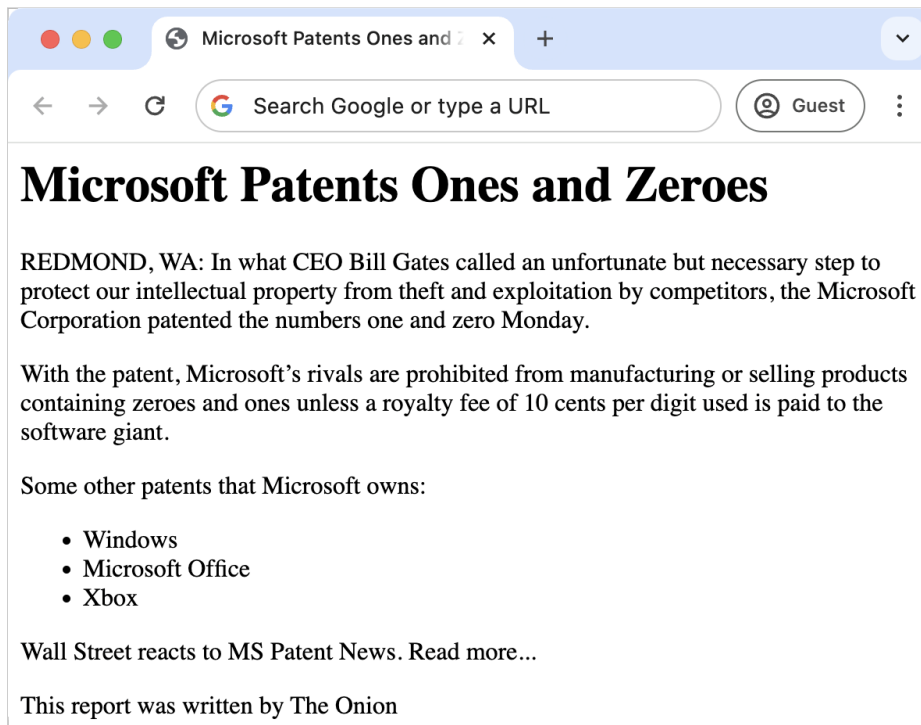 Microsoft Patents Ones and
Search Google or type a URL
Guest
Microsoft Patents Ones and Zeroes
REDMOND, WA: In what CEO Bill Gates called an unfortunate but necessary step to
protect our intellectual property from theft and exploitation by competitors, the Microsoft
Corporation patented the numbers one and zero Monday.
With the patent, Microsoft’s rivals are prohibited from manufacturing or selling products
containing zeroes and ones unless a royalty fee of 10 cents per digit used is paid to the
software giant.
Some other patents that Microsoft owns:
• Windows
• Microsoft Office
• Xbox
Wall Street reacts to MS Patent News. Read more...
This report was written by The Onion